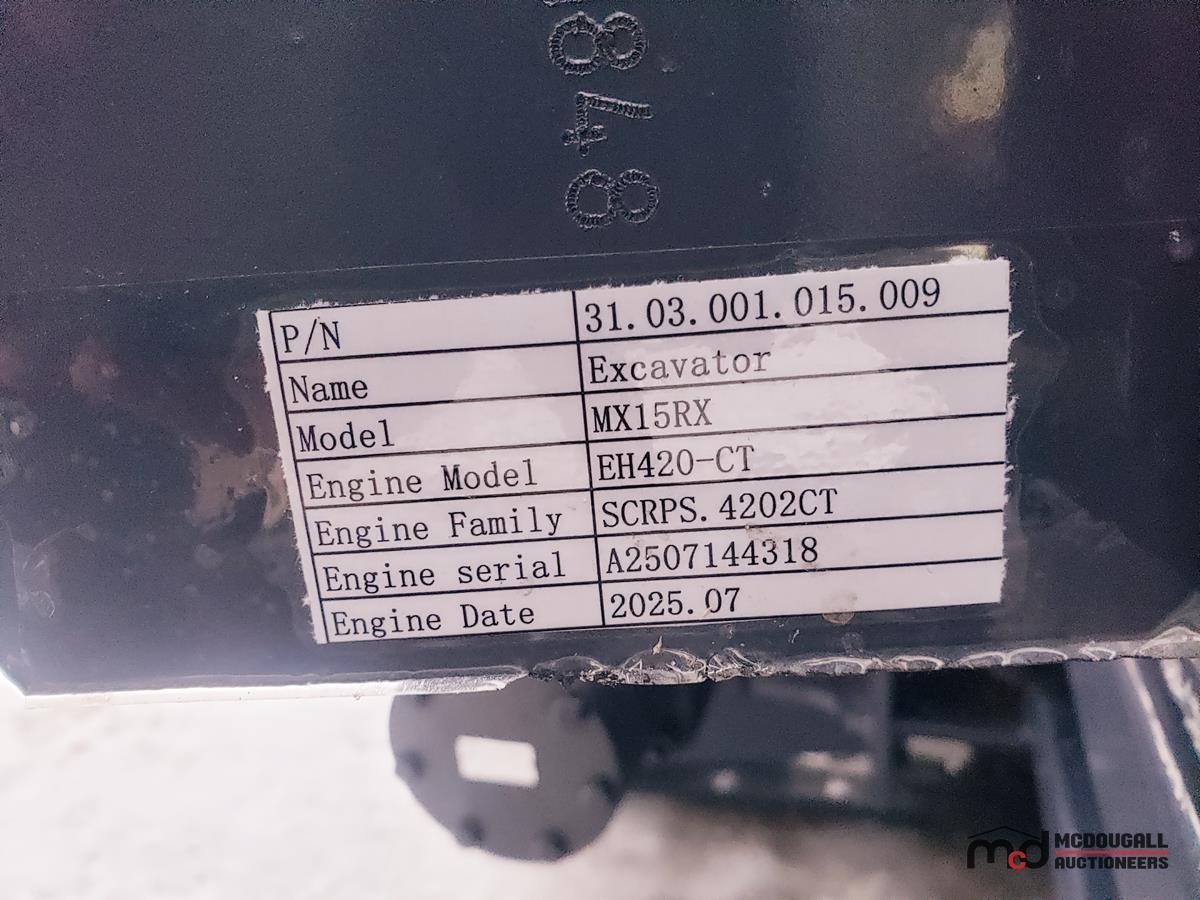 848
P/N 31.03.001.015.009
Name Excavator
Model MX15RX
Engine Model EH420-CT
Engine Family SCRPS.4202CT
Engine serial A2507144318
Engine Date 2025.07
mcd MCDOUGALL
AUCTIONEERS